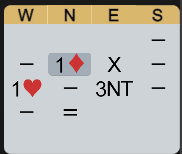 W N E S
–
– 1♦ X –
1♥ – 3NT –
– =